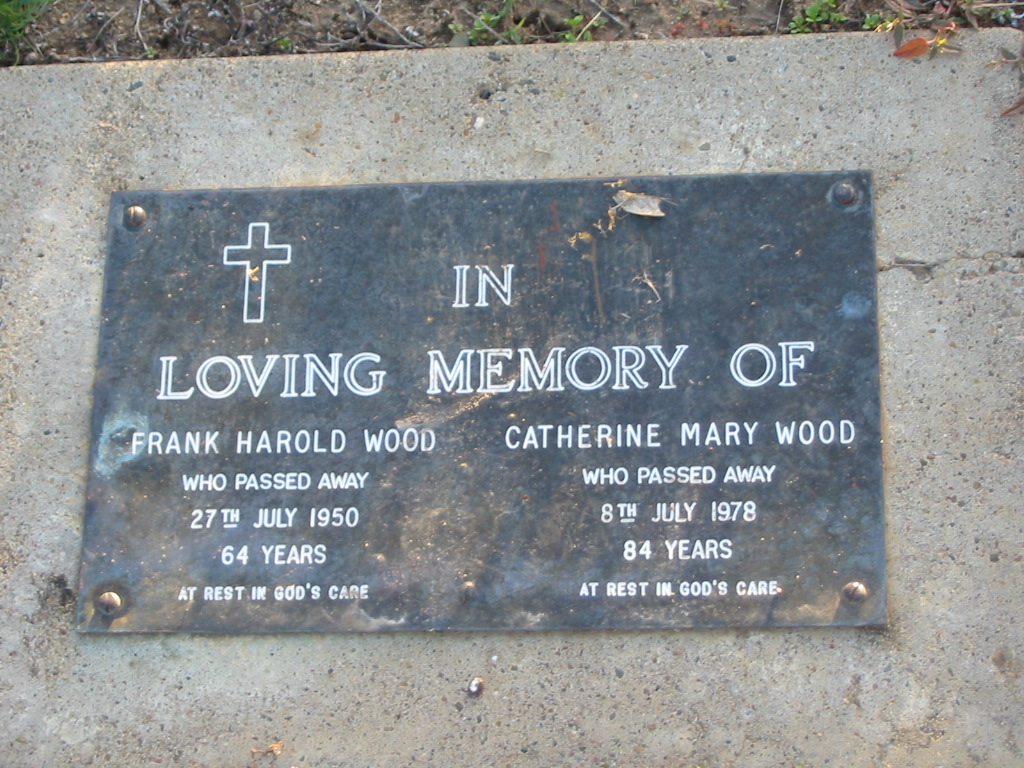 IN
LOVING MEMORY OF
FRANK HAROLD WOOD
WHO PASSED AWAY
27TH JULY 1950
64 YEARS
AT REST IN GOD'S CARE
CATHERINE MARY WOOD
WHO PASSED AWAY
8TH JULY 1978
84 YEARS
AT REST IN GOD'S CARE